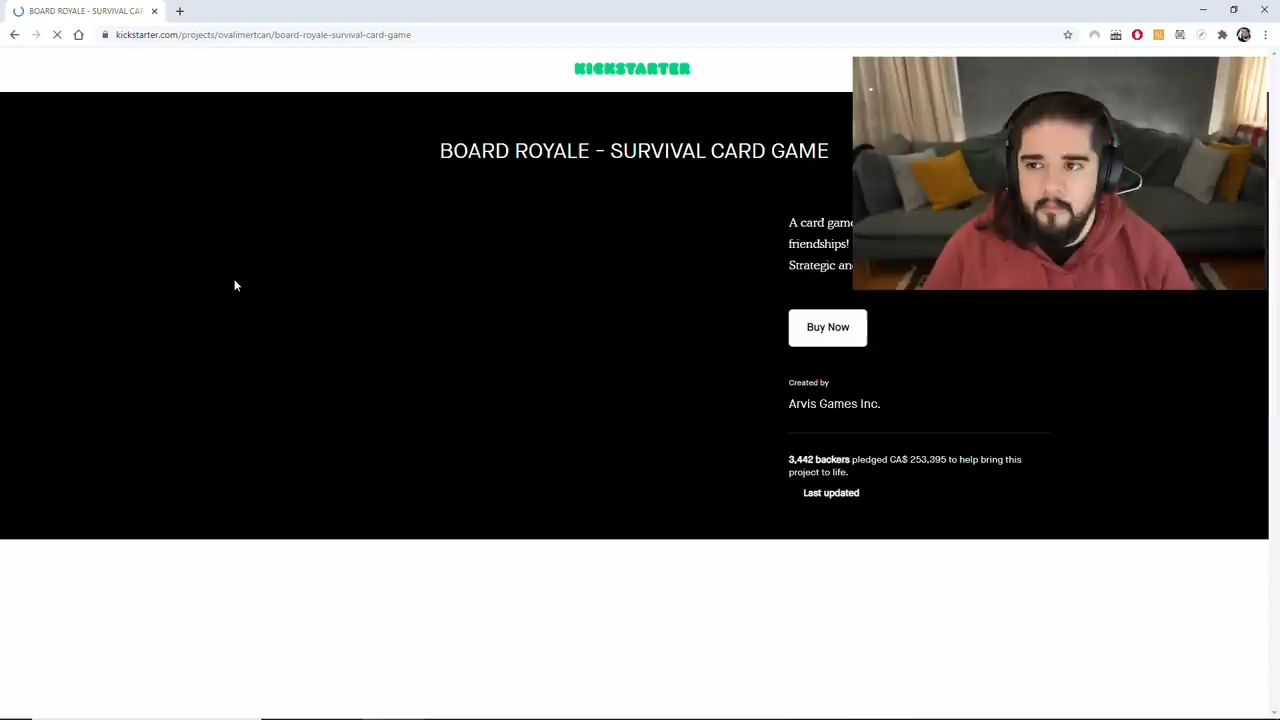 BOARD ROYALE - SURVIVAL CAR
kickstarter.com/projects/ovalimertcan/board-royale-survival-card-game
KICKSTARTER
BOARD ROYALE - SURVIVAL CARD GAME
A card game
friendships!
Strategic an
Buy Now
Created by
Arvis Games Inc.
3,442 backers pledged CA$ 253,395 to help bring this
project to life.
Last updated